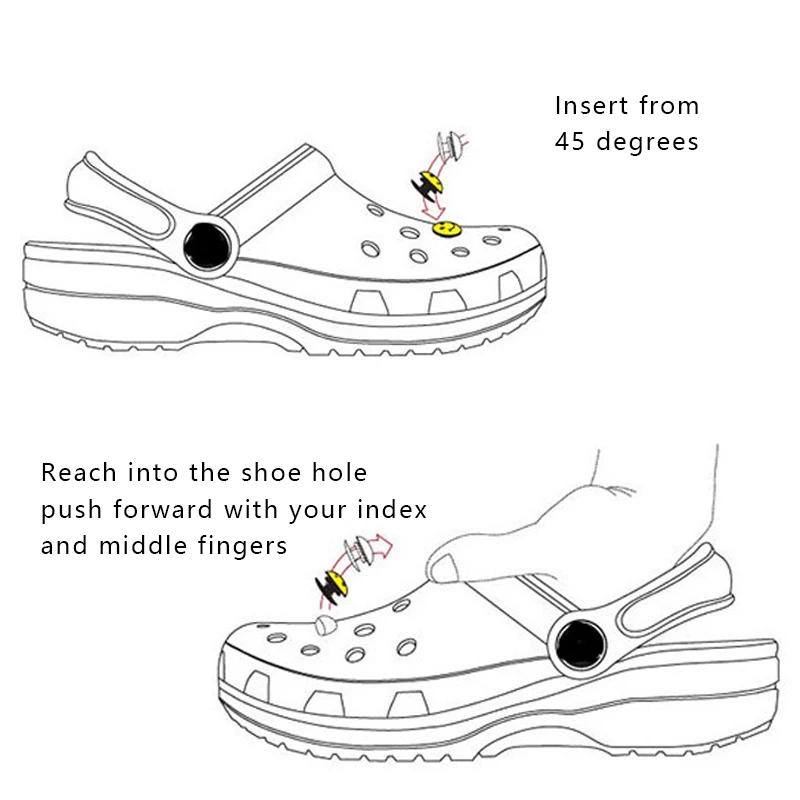 Insert from
45 degrees
Reach into the shoe hole
push forward with your index
and middle fingers